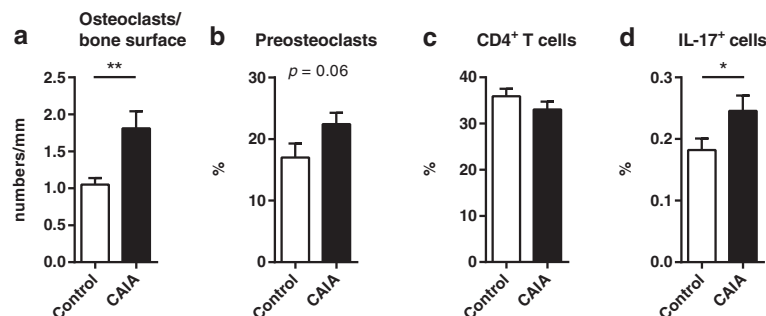 a
Osteoclasts/
bone surface
**
numbers/mm
2.5
2.0
1.5
1.0
0.5
0.0
Control
CAIA
b
Preosteoclasts
p = 0.06
%
30
20
10
0
Control
CAIA
c
CD4+ T cells
%
40
30
20
10
0
Control
CAIA
d
IL-17+ cells
*
%
0.3
0.2
0.1
0.0
Control
CAIA